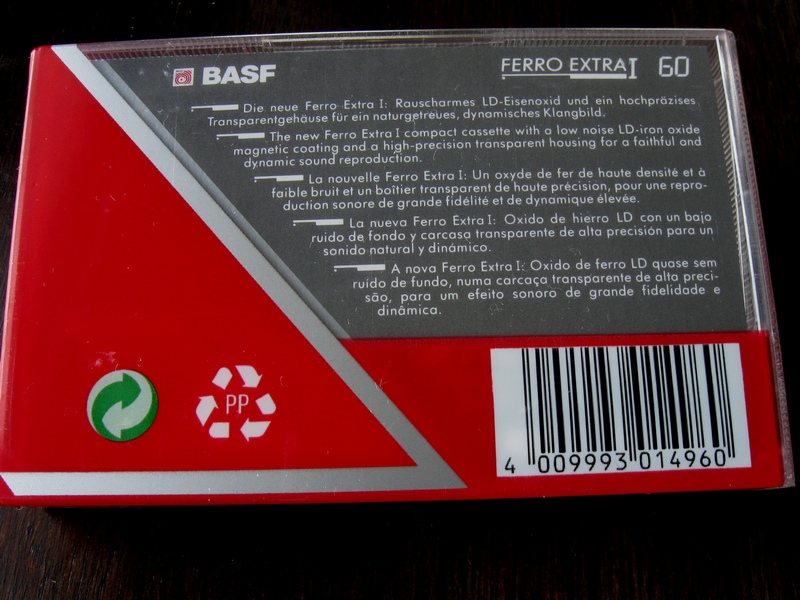 BASF
FERRO EXTRA I 60
Die neue Ferro Extra I: Rauscharmes LD-Eisenoxid und ein hochpräzises
Transparentgehäuse für ein naturgetreues, dynamisches Klangbild.
The new Ferro Extra I compact cassette with a low noise LD-iron oxide
magnetic coating and a high-precision transparent housing for a faithful and
dynamic sound reproduction.
La nouvelle Ferro Extra I: Un oxyde de fer de haute densité et à
faible bruit et un boîtier transparent de haute précision, pour une repro-
duction sonore de grande fidélité et de dynamique élevée.
La nueva Ferro Extra I: Oxido de hierro LD con un bajo
ruido de fondo y carcasa transparente de alta precisión para un
sonido natural y dinámico.
A nova Ferro Extra I: Oxido de ferro LD quase sem
ruído de fundo, numa carcaça transparente de alta preci-
são, para um efeito sonoro de grande fidelidade e
dinâmica.
PP
4 009993 014960